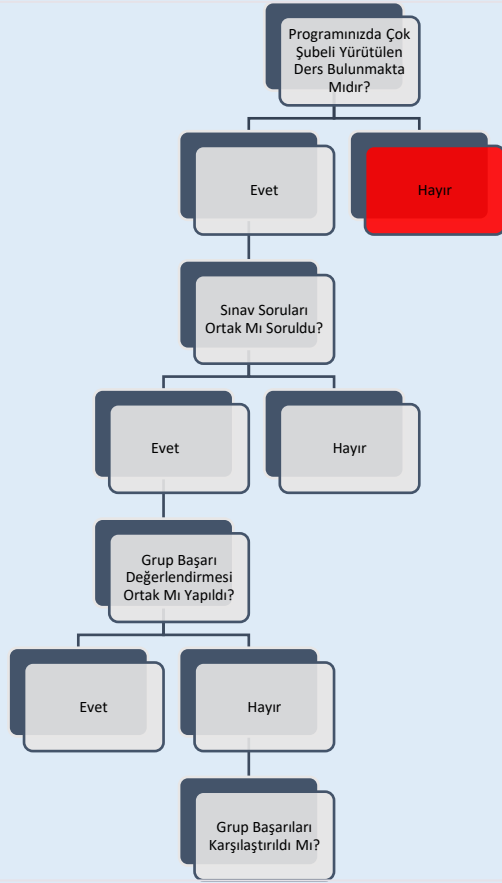 Programınızda Çok
Şubeli Yürütülen
Ders Bulunmakta
Mıdır?
Evet
Hayır
Sınav Soruları
Ortak Mı Soruldu?
Evet
Hayır
Grup Başarı
Değerlendirmesi
Ortak Mı Yapıldı?
Evet
Hayır
Grup Başarıları
Karşılaştırıldı Mı?